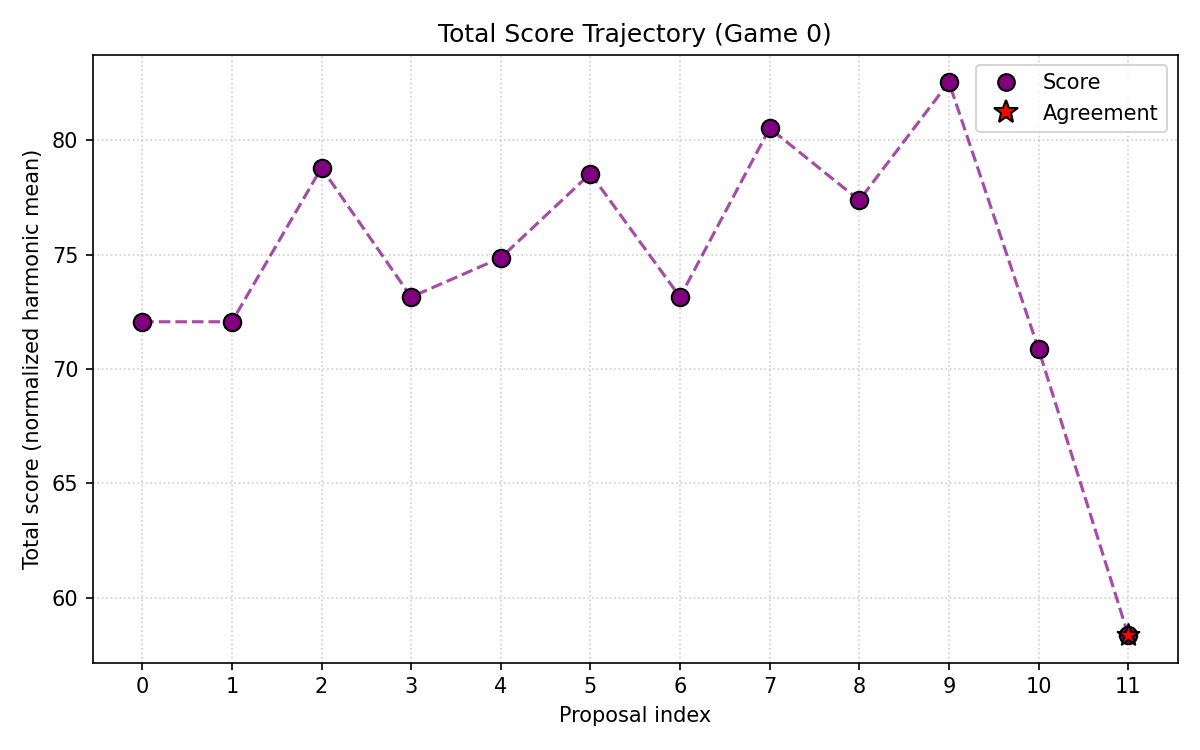 Total Score Trajectory (Game 0)
Score
Agreement
Total score (normalized harmonic mean)
80
75
70
65
60
0 1 2 3 4 5 6 7 8 9 10 11
Proposal index